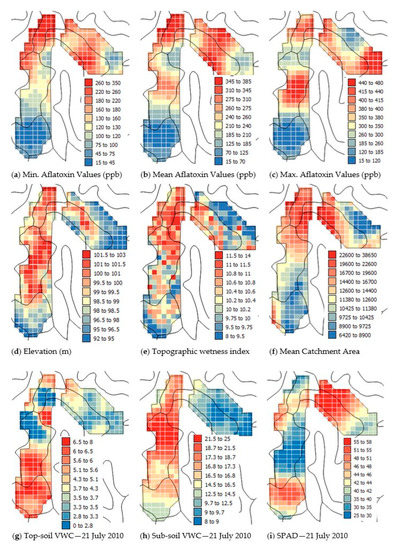 260 to 350
220 to 260
180 to 220
160 to 180
130 to 160
120 to 130
100 to 120
75 to 100
45 to 75
15 to 45
345 to 385
310 to 345
275 to 310
260 to 275
240 to 260
210 to 240
185 to 210
125 to 185
70 to 125
15 to 70
440 to 480
415 to 440
400 to 415
380 to 400
350 to 380
300 to 350
260 to 300
185 to 260
120 to 185
15 to 120
(a) Min. Aflatoxin Values (ppb)
(b) Mean Aflatoxin Values (ppb)
(c) Max. Aflatoxin Values (ppb)
101.5 to 103
101 to 101.5
100 to 101
99.5 to 100
99 to 99.5
98.5 to 99
98 to 98.5
96.5 to 98
95 to 96.5
92 to 95
11.5 to 14
11 to 11.5
10.8 to 11
10.6 to 10.8
10.4 to 10.6
10.2 to 10.4
10 to 10.2
9.75 to 10
9.5 to 9.75
8 to 9.5
22600 to 38650
19600 to 22600
16700 to 19600
14400 to 16700
12600 to 14400
11380 to 12600
10425 to 11380
9725 to 10425
8900 to 9725
6420 to 8900
(d) Elevation (m)
(e) Topographic wetness index
(f) Mean Catchment Area
6.5 to 8
6 to 6.5
5.6 to 6
5.1 to 5.6
4.3 to 5.1
3.7 to 4.3
3.5 to 3.7
3.3 to 3.5
2.8 to 3.3
0 to 2.8
21.5 to 25
18.7 to 21.5
17.3 to 18.7
16.8 to 17.3
15.5 to 16.8
14.5 to 15.5
12.5 to 14.5
9.7 to 12.5
9 to 9.7
8 to 9
55 to 58
51 to 55
48 to 51
46 to 48
44 to 46
42 to 44
40 to 42
35 to 40
30 to 35
25 to 30
(g) Top-soil VWC—21 July 2010
(h) Sub-soil VWC—21 July 2010
(i) SPAD—21 July 2010